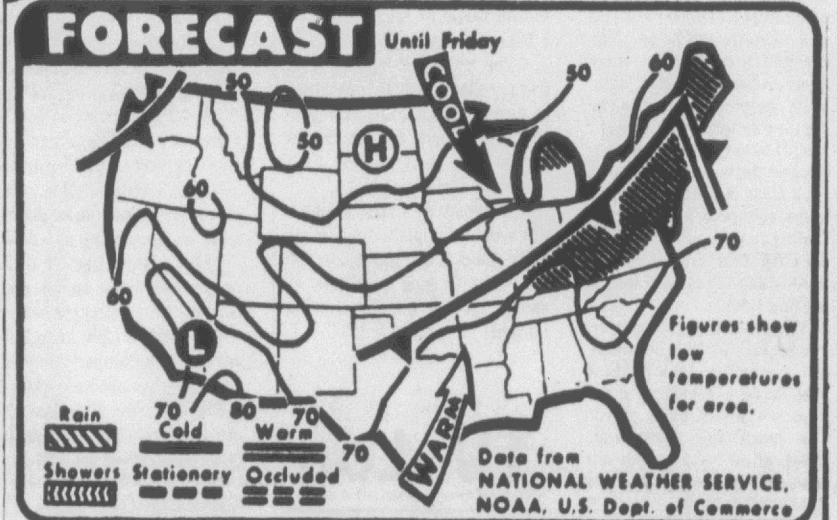 FORECAST
Until Friday
COOL
50
50
50
60
H
60
60
70
L
70
80
70
70
WARM
Figures show
low
temperatures
for area.
Rain
Cold
Warm
Showers
Stationary
Occluded
Data from
NATIONAL WEATHER SERVICE,
NOAA, U.S. Dept. of Commerce